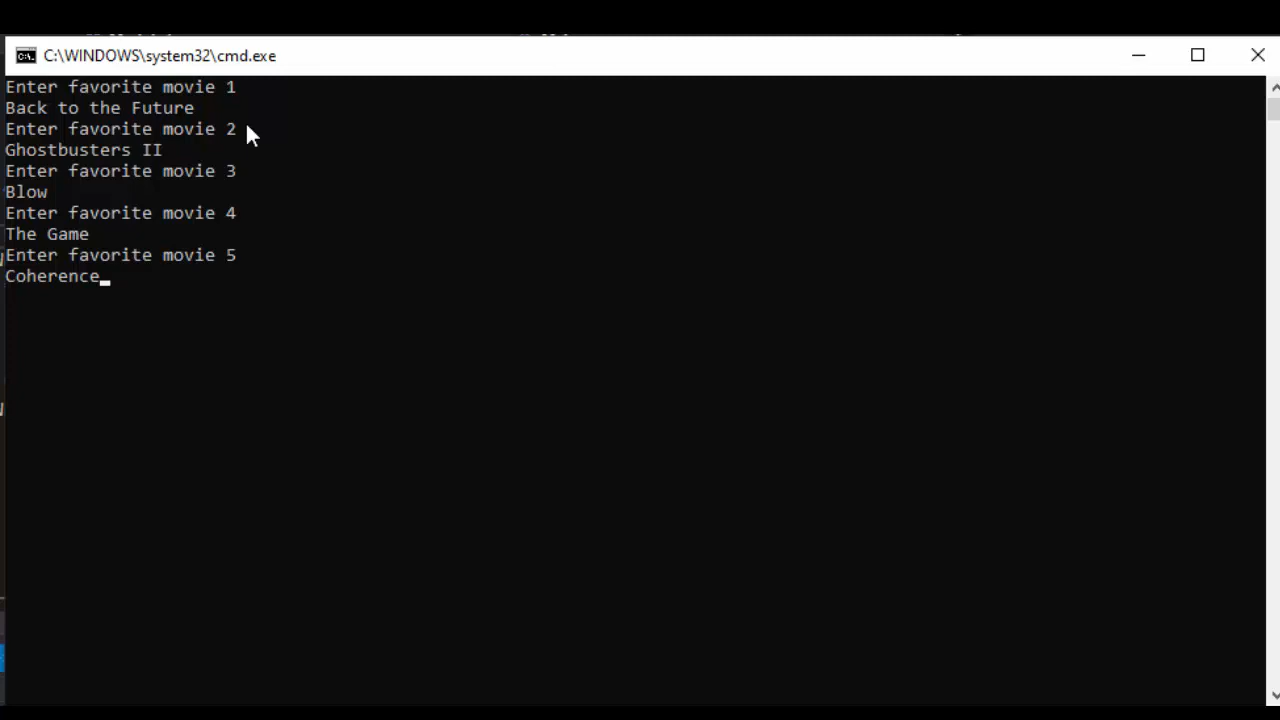 C:\WINDOWS\system32\cmd.exe
Enter favorite movie 1
Back to the Future
Enter favorite movie 2
Ghostbusters II
Enter favorite movie 3
Blow
Enter favorite movie 4
The Game
Enter favorite movie 5
Coherence